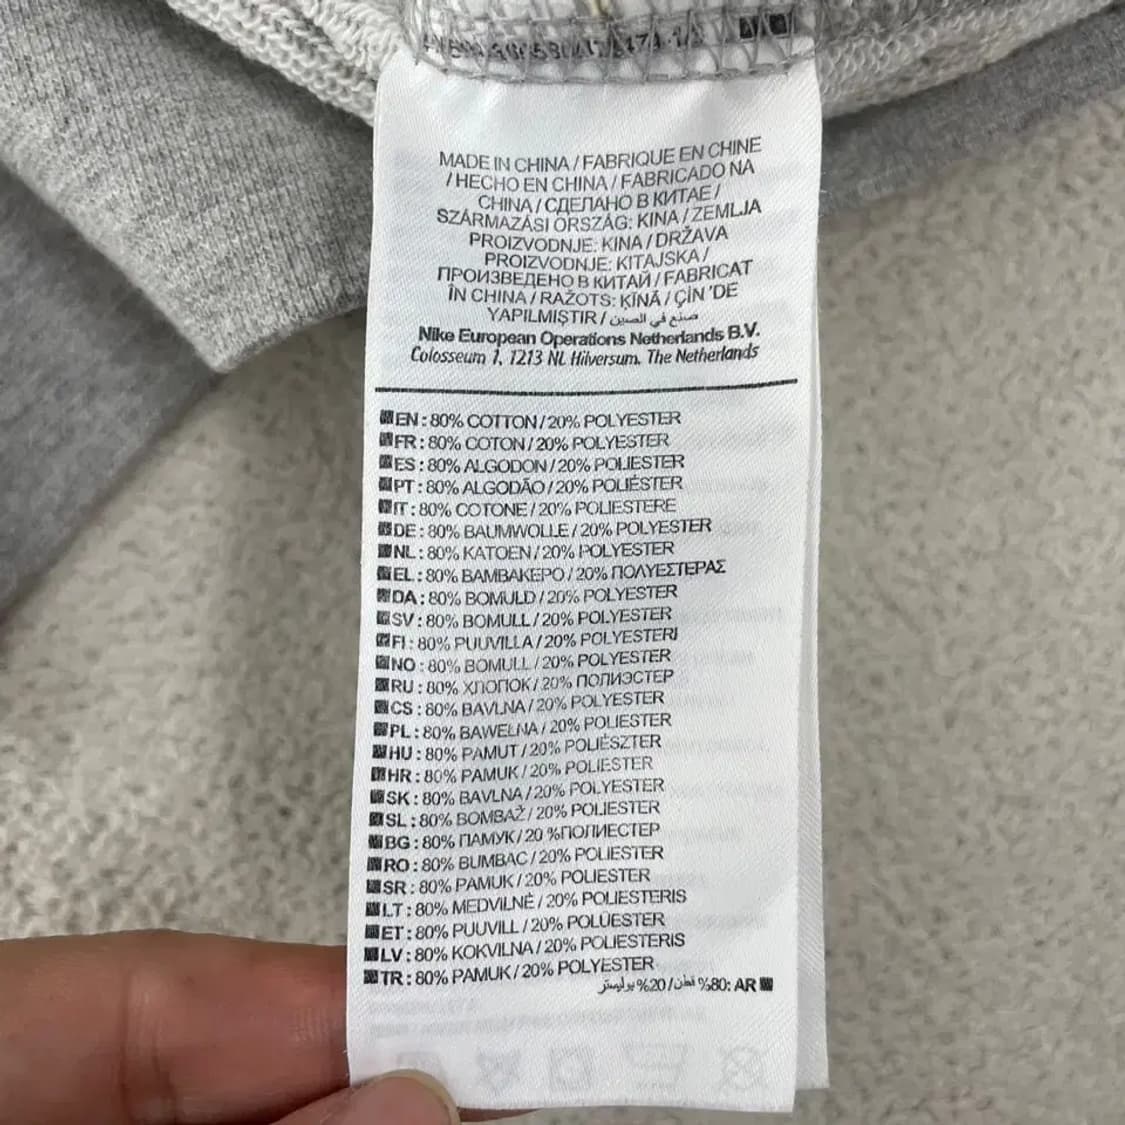 MADE IN CHINA / FABRIQUE EN CHINE
/ HECHO EN CHINA / FABRICADO NA
CHINA / СДЕЛАНО В КИТАЕ /
SZÁRMAZÁSI ORSZÁG: KINA / ZEMLJA
PROIZVODNJE: KINA / DRŽAVA
PROIZVODNJE: KITAJSKA /
ПРОИЗВЕДЕНО В КИТАЙ / FABRICAT
ÎN CHINA / RAŽOTS: ĶĪNĀ / ÇİN 'DE
YAPILMIŞTIR / صنع في الصين
Nike European Operations Netherlands B.V.
Colosseum 1, 1213 NL Hilversum. The Netherlands
EN : 80% COTTON / 20% POLYESTER
FR : 80% COTON / 20% POLYESTER
ES : 80% ALGODON / 20% POLIESTER
PT : 80% ALGODÃO / 20% POLIÉSTER
IT : 80% COTONE / 20% POLIESTERE
DE : 80% BAUMWOLLE / 20% POLYESTER
NL : 80% KATOEN / 20% POLYESTER
EL : 80% ΒΑΜΒΑΚΕΡΟ / 20% ΠΟΛΥΕΣΤΕΡΑΣ
DA : 80% BOMULD / 20% POLYESTER
SV : 80% BOMULL / 20% POLYESTER
FI : 80% PUUVILLA / 20% POLYESTERI
NO : 80% BOMULL / 20% POLYESTER
RU : 80% ХЛОПОК / 20% ПОЛИЭСТЕР
CS : 80% BAVLNA / 20% POLYESTER
PL : 80% BAWEŁNA / 20% POLIESTER
HU : 80% PAMUT / 20% POLIÉSZTER
HR : 80% PAMUK / 20% POLIESTER
SK : 80% BAVLNA / 20% POLYESTER
SL : 80% BOMBAŽ / 20% POLIESTER
BG : 80% ПАМУК / 20 %ПОЛИЕСТЕР
RO : 80% BUMBAC / 20% POLIESTER
SR : 80% PAMUK / 20% POLIESTER
LT : 80% MEDVILNĖ / 20% POLIESTERIS
ET : 80% PUUVILL / 20% POLÜESTER
LV : 80% KOKVILNA / 20% POLIESTERIS
TR : 80% PAMUK / 20% POLYESTER
AR :80% قطن / 20% بوليستر